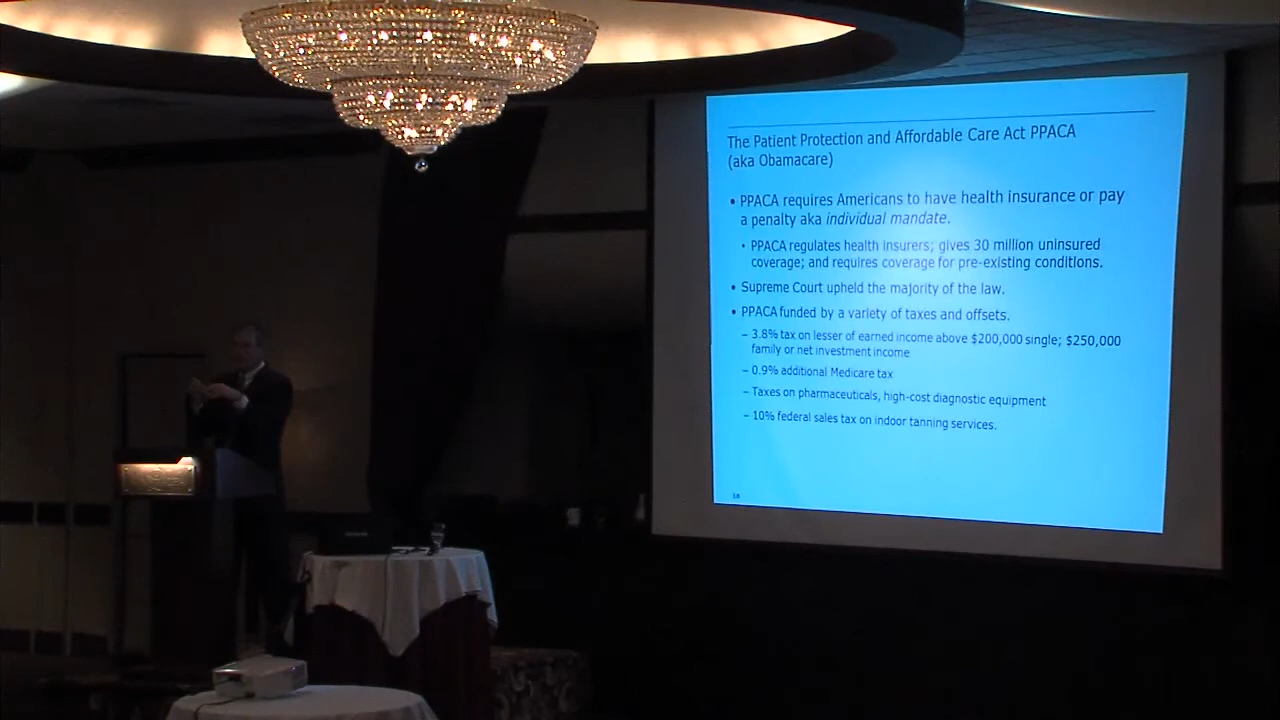 The Patient Protection and Affordable Care Act PPACA
(aka Obamacare)
• PPACA requires Americans to have health insurance or pay
a penalty aka individual mandate.
• PPACA regulates health insurers; gives 30 million uninsured
coverage; and requires coverage for pre-existing conditions.
• Supreme Court upheld the majority of the law.
• PPACA funded by a variety of taxes and offsets.
– 3.8% tax on lesser of earned income above $200,000 single; $250,000
family or net investment income
– 0.9% additional Medicare tax
– Taxes on pharmaceuticals, high-cost diagnostic equipment
– 10% federal sales tax on indoor tanning services.